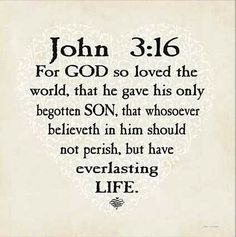 John 3:16
For GOD so loved the
world, that he gave his only
begotten SON, that whosoever
believeth in him should
not perish, but have
everlasting
LIFE.